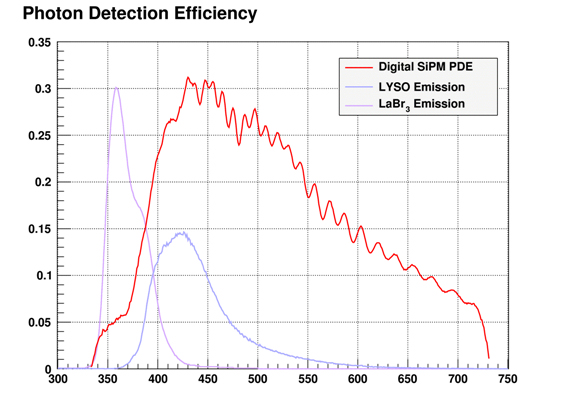 Photon Detection Efficiency
0.35
0.3
0.25
0.2
0.15
0.1
0.05
0
Digital SiPM PDE
LYSO Emission
LaBr3 Emission
300 350 400 450 500 550 600 650 700 750